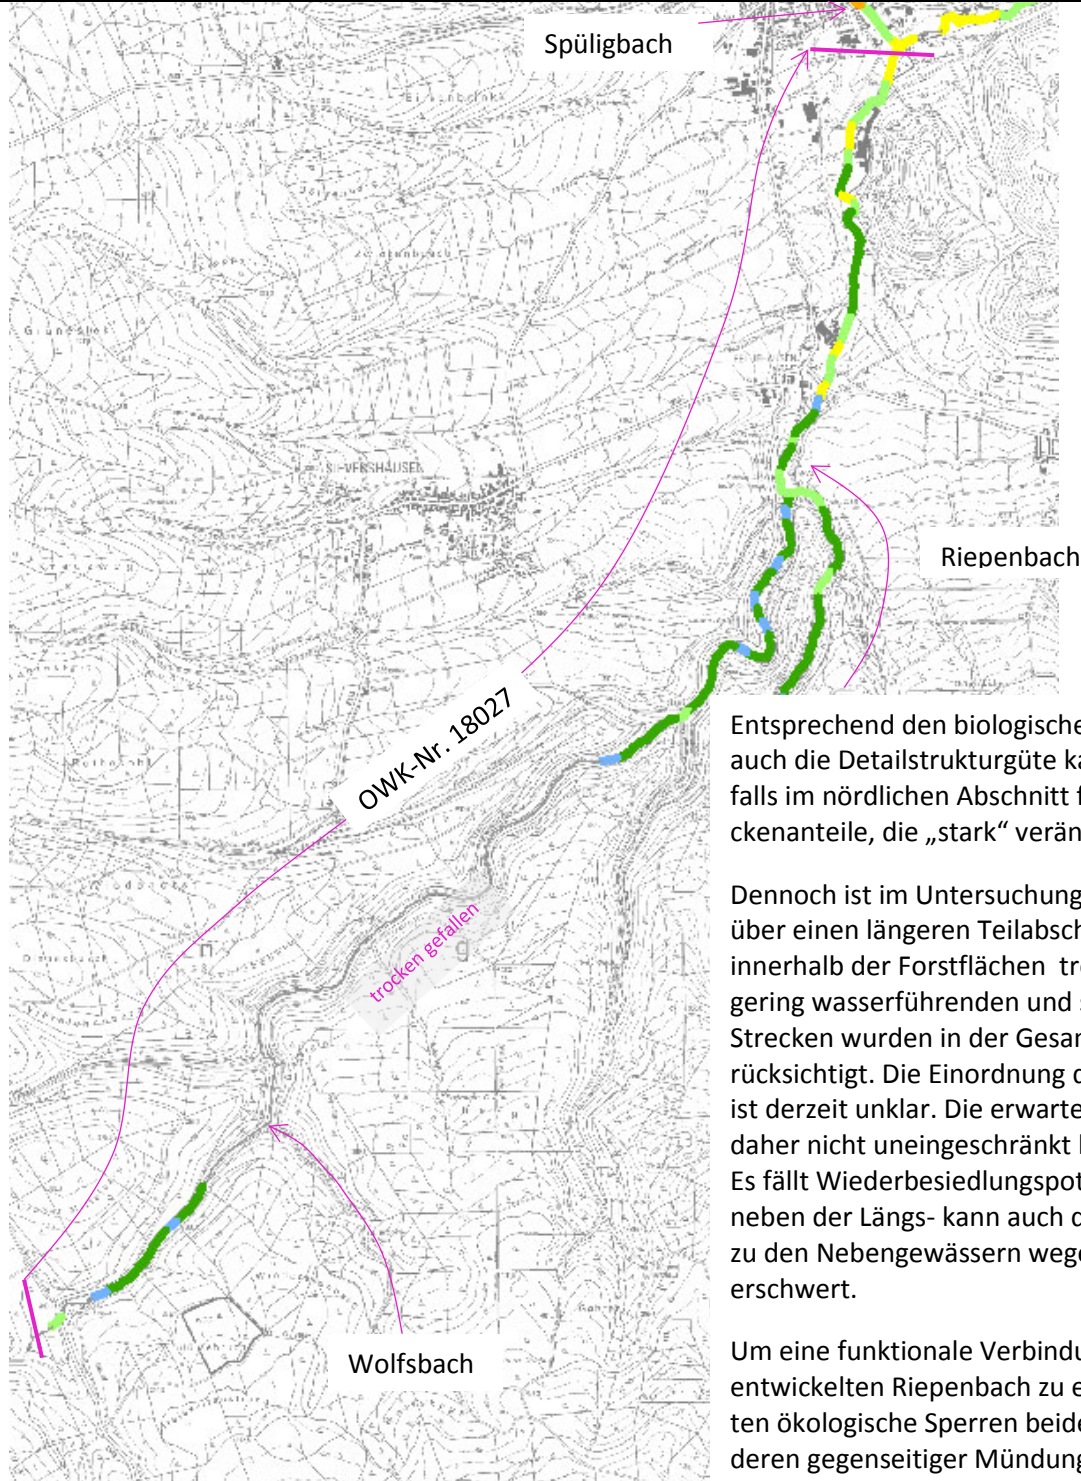 Spüligbach
SIEVERSHAUSEN
Riepenbach
OWK-Nr. 18027
trocken gefallen
Wolfsbach
Entsprechend den biologische
auch die Detailstrukturgüte ka
falls im nördlichen Abschnitt f
ckenanteile, die „stark“ verän
Dennoch ist im Untersuchung
über einen längeren Teilabsch
innerhalb der Forstflächen tro
gering wasserführenden und
Strecken wurden in der Gesar
rücksichtigt. Die Einordnung d
ist derzeit unklar. Die erwarte
daher nicht uneingeschränkt
Es fällt Wiederbesiedlungspot
neben der Längs- kann auch d
zu den Nebengewässern wege
erschwert.
Um eine funktionale Verbindu
entwickelten Riepenbach zu e
ten ökologische Sperren beide
deren gegenseitiger Mündung